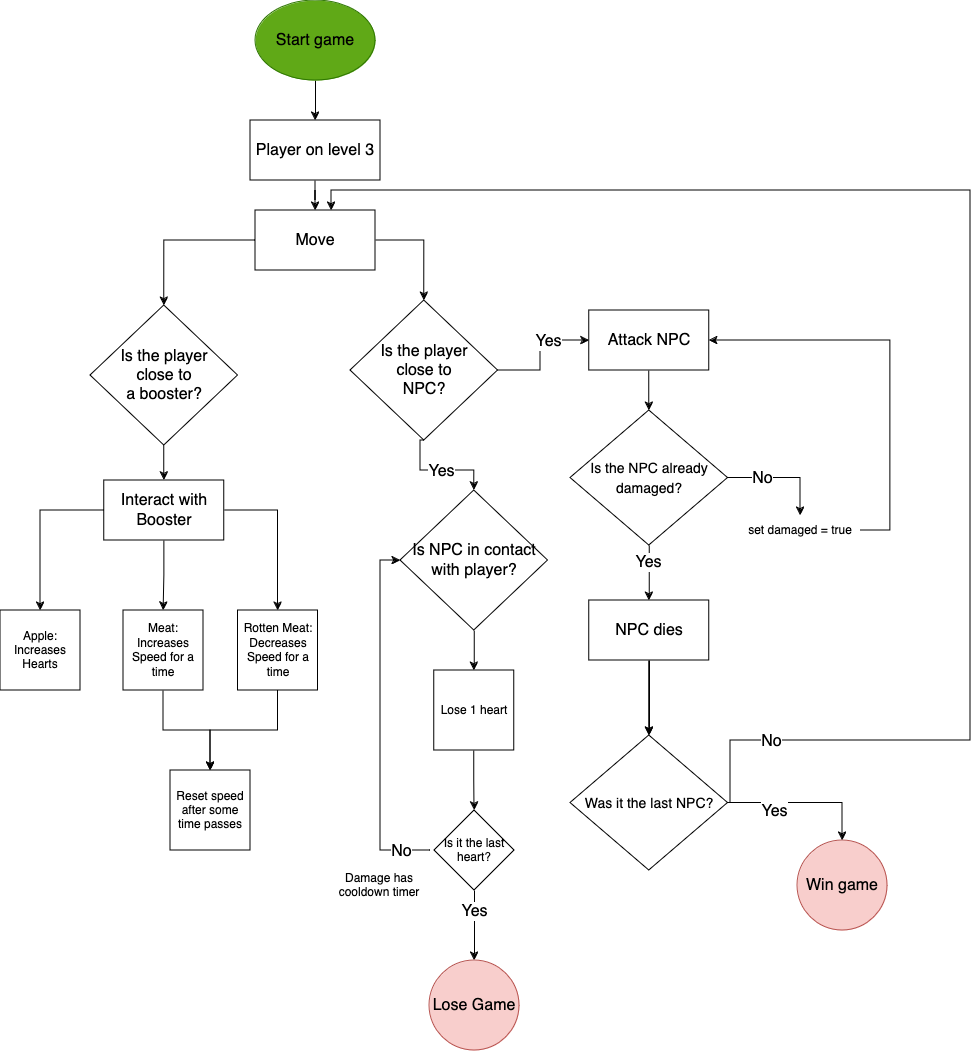 Start game
Player on level 3
Move
Is the player
close to
a booster?
Is the player
close to
NPC?
Yes
Attack NPC
Yes
Is the NPC already
damaged?
No
set damaged = true
Interact with
Booster
Is NPC in contact
with player?
Yes
Apple:
Increases
Hearts
Meat:
Increases
Speed for a
time
Rotten Meat:
Decreases
Speed for a
time
NPC dies
Lose 1 heart
Reset speed
after some
time passes
Is it the last
heart?
No
Damage has
cooldown timer
Was it the last NPC?
No
Yes
Yes
Win game
Lose Game